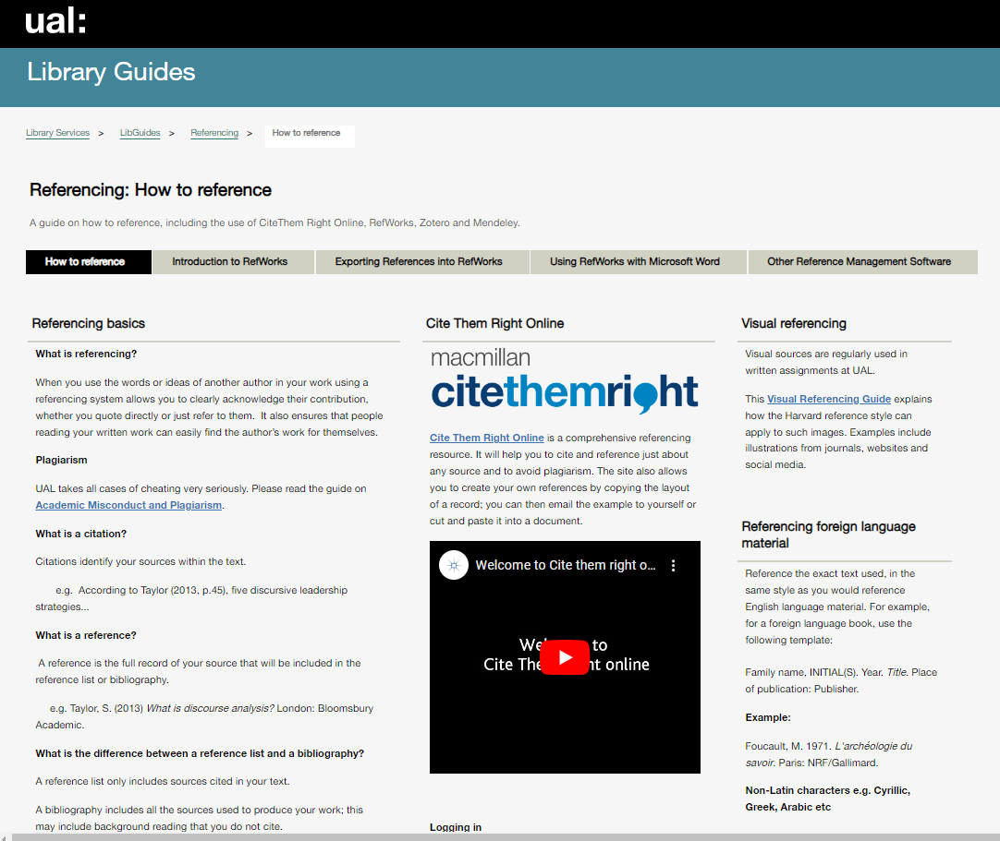 ual:
Library Guides
Library Services > LibGuides > Referencing > How to reference
Referencing: How to reference
A guide on how to reference, including the use of CiteThem Right Online, RefWorks, Zotero and Mendeley.
How to reference
Introduction to RefWorks
Exporting References into RefWorks
Using RefWorks with Microsoft Word
Other Reference Management Software
Referencing basics
What is referencing?
When you use the words or ideas of another author in your work using a
referencing system allows you to clearly acknowledge their contribution,
whether you quote directly or just refer to them. It also ensures that people
reading your written work can easily find the author's work for themselves.
Plagiarism
UAL takes all cases of cheating very seriously. Please read the guide on
Academic Misconduct and Plagiarism.
What is a citation?
Citations identify your sources within the text.
e.g. According to Taylor (2013, p.45), five discursive leadership
strategies...
What is a reference?
A reference is the full record of your source that will be included in the
reference list or bibliography.
e.g. Taylor, S. (2013) What is discourse analysis? London: Bloomsbury
Academic.
What is the difference between a reference list and a bibliography?
A reference list only includes sources cited in your text.
A bibliography includes all the sources used to produce your work; this
may include background reading that you do not cite.
Cite Them Right Online
macmillan
citethemright
Cite Them Right Online is a comprehensive referencing
resource. It will help you to cite and reference just about
any source and to avoid plagiarism. The site also allows
you to create your own references by copying the layout
of a record; you can then email the example to yourself or
cut and paste it into a document.
Welcome to Cite them right o...
We to
Cite The t online
Logging in
Visual referencing
Visual sources are regularly used in
written assignments at UAL.
This Visual Referencing Guide explains
how the Harvard reference style can
apply to such images. Examples include
illustrations from journals, websites and
social media.
Referencing foreign language
material
Reference the exact text used, in the
same style as you would reference
English language material. For example,
for a foreign language book, use the
following template:
Family name, INITIAL(S). Year. Title. Place
of publication: Publisher.
Example:
Foucault, M. 1971. L'archéologie du
savoir. Paris: NRF/Gallimard.
Non-Latin characters e.g. Cyrillic,
Greek, Arabic etc